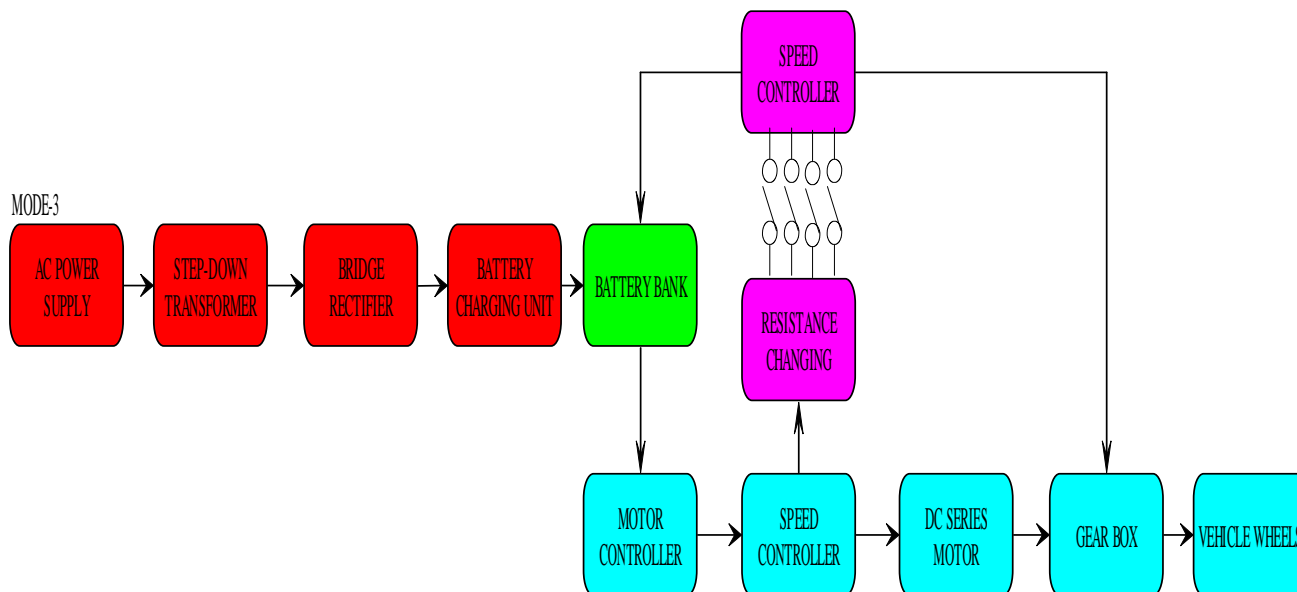 SPEED
CONTROLLER
MODE-3
AC POWER
SUPPLY
STEP-DOWN
TRANSFORMER
BRIDGE
RECTIFIER
BATTERY
CHARGING UNIT
BATTERY BANK
RESISTANCE
CHANGING
MOTOR
CONTROLLER
SPEED
CONTROLLER
DC SERIES
MOTOR
GEAR BOX
VEHICLE WHEELS